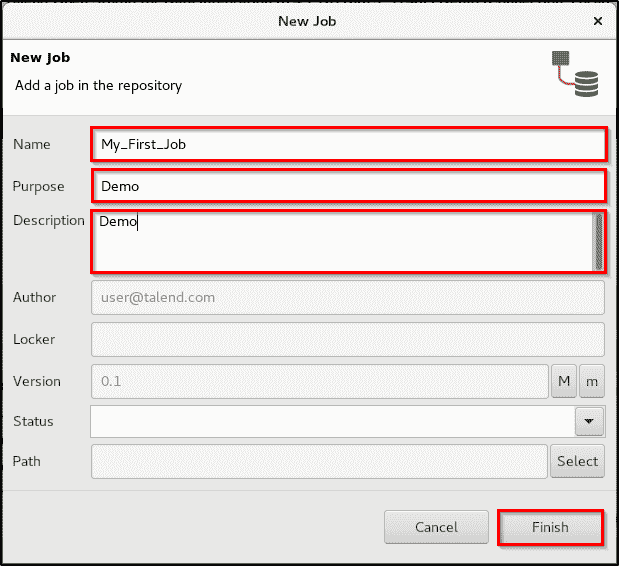 New Job
New Job
Add a job in the repository
Name My_First_Job
Purpose Demo
Description Demo
Author user@talend.com
Locker
Version 0.1 M m
Status
Path Select
Cancel Finish